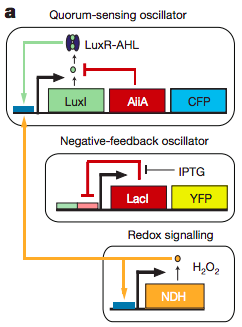 a
Quorum-sensing oscillator
LuxR-AHL
LuxI AiiA CFP
Negative-feedback oscillator
IPTG
LacI YFP
Redox signalling
H₂O₂
NDH